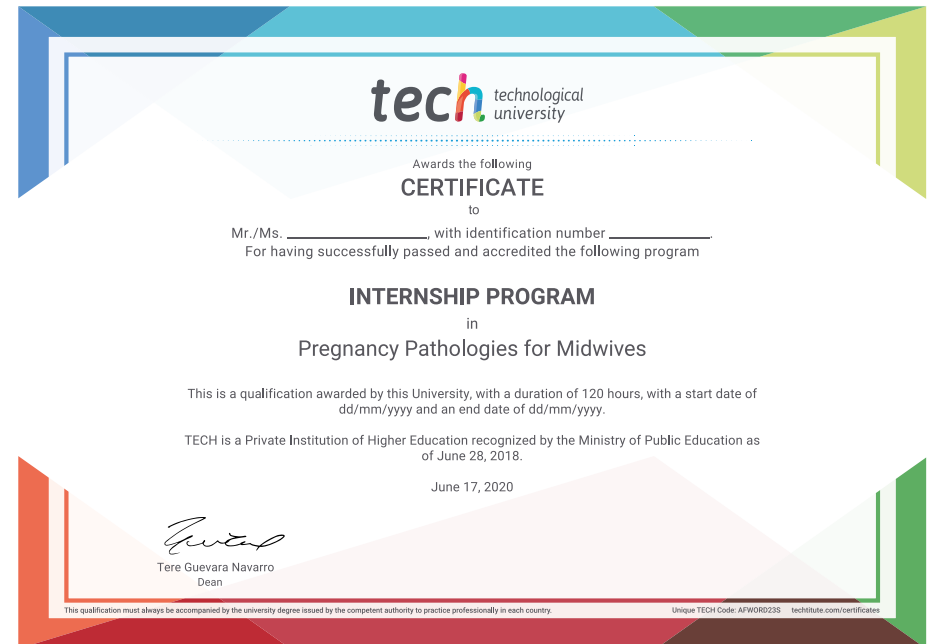 tech technological
university
Awards the following
CERTIFICATE
to
Mr./Ms. ____________________, with identification number ______________.
For having successfully passed and accredited the following program
INTERNSHIP PROGRAM
in
Pregnancy Pathologies for Midwives
This is a qualification awarded by this University, with a duration of 120 hours, with a start date of
dd/mm/yyyy and an end date of dd/mm/yyyy.
TECH is a Private Institution of Higher Education recognized by the Ministry of Public Education as
of June 28, 2018.
June 17, 2020
Tere Guevara Navarro
Dean
This qualification must always be accompanied by the university degree issued by the competent authority to practice professionally in each country.
Unique TECH Code: AFWORD23S techtitute.com/certificates